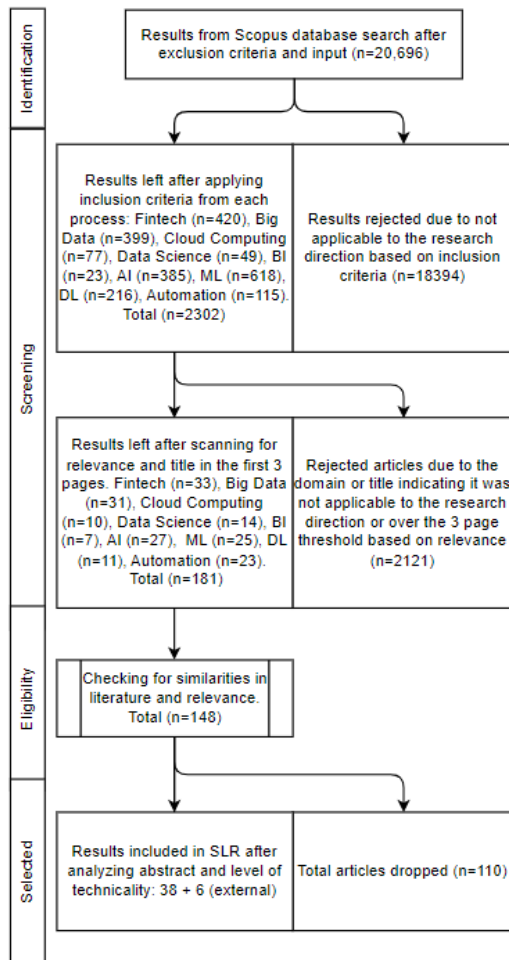 Identification
Results from Scopus database search after
exclusion criteria and input (n=20,696)
Screening
Results left after applying
inclusion criteria from each
process: Fintech (n=420), Big
Data (n=399), Cloud Computing
(n=77), Data Science (n=49), BI
(n=23), AI (n=385), ML (n=618),
DL (n=216), Automation (n=115).
Total (n=2302)
Results rejected due to not
applicable to the research
direction based on inclusion
criteria (n=18394)
Results left after scanning for
relevance and title in the first 3
pages. Fintech (n=33), Big Data
(n=31), Cloud Computing
(n=10), Data Science (n=14), BI
(n=7), AI (n=27), ML (n=25), DL
(n=11), Automation (n=23).
Total (n=181)
Rejected articles due to the
domain or title indicating it was
not applicable to the research
direction or over the 3 page
threshold based on relevance
(n=2121)
Eligibility
Checking for similarities in
literature and relevance.
Total (n=148)
Selected
Results included in SLR after
analyzing abstract and level of
technicality: 38 + 6 (external)
Total articles dropped (n=110)